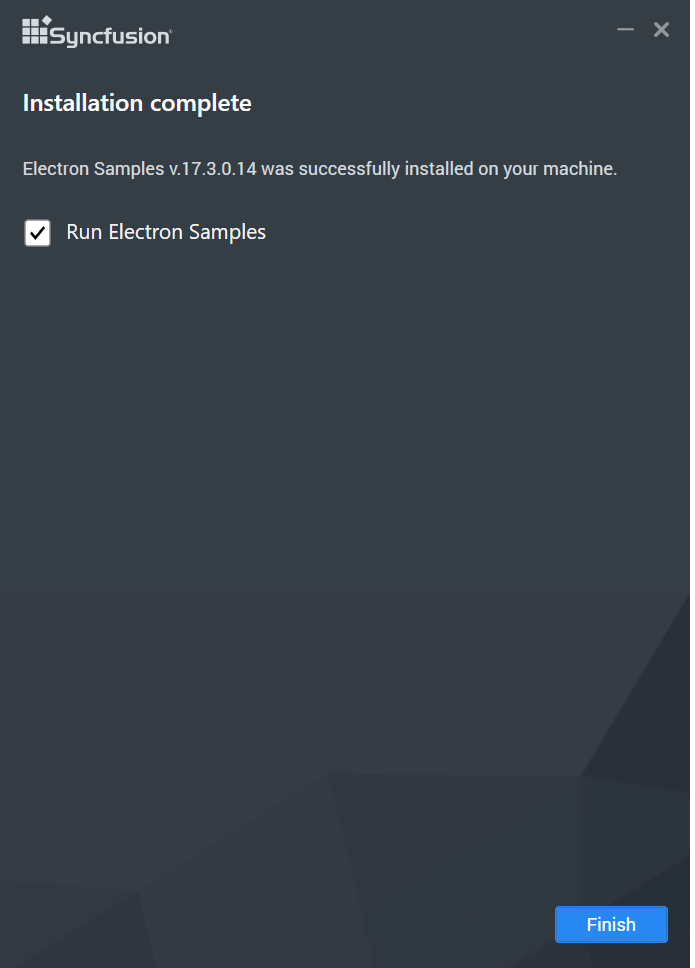 Syncfusion®
Installation complete
Electron Samples v.17.3.0.14 was successfully installed on your machine.
Run Electron Samples
Finish